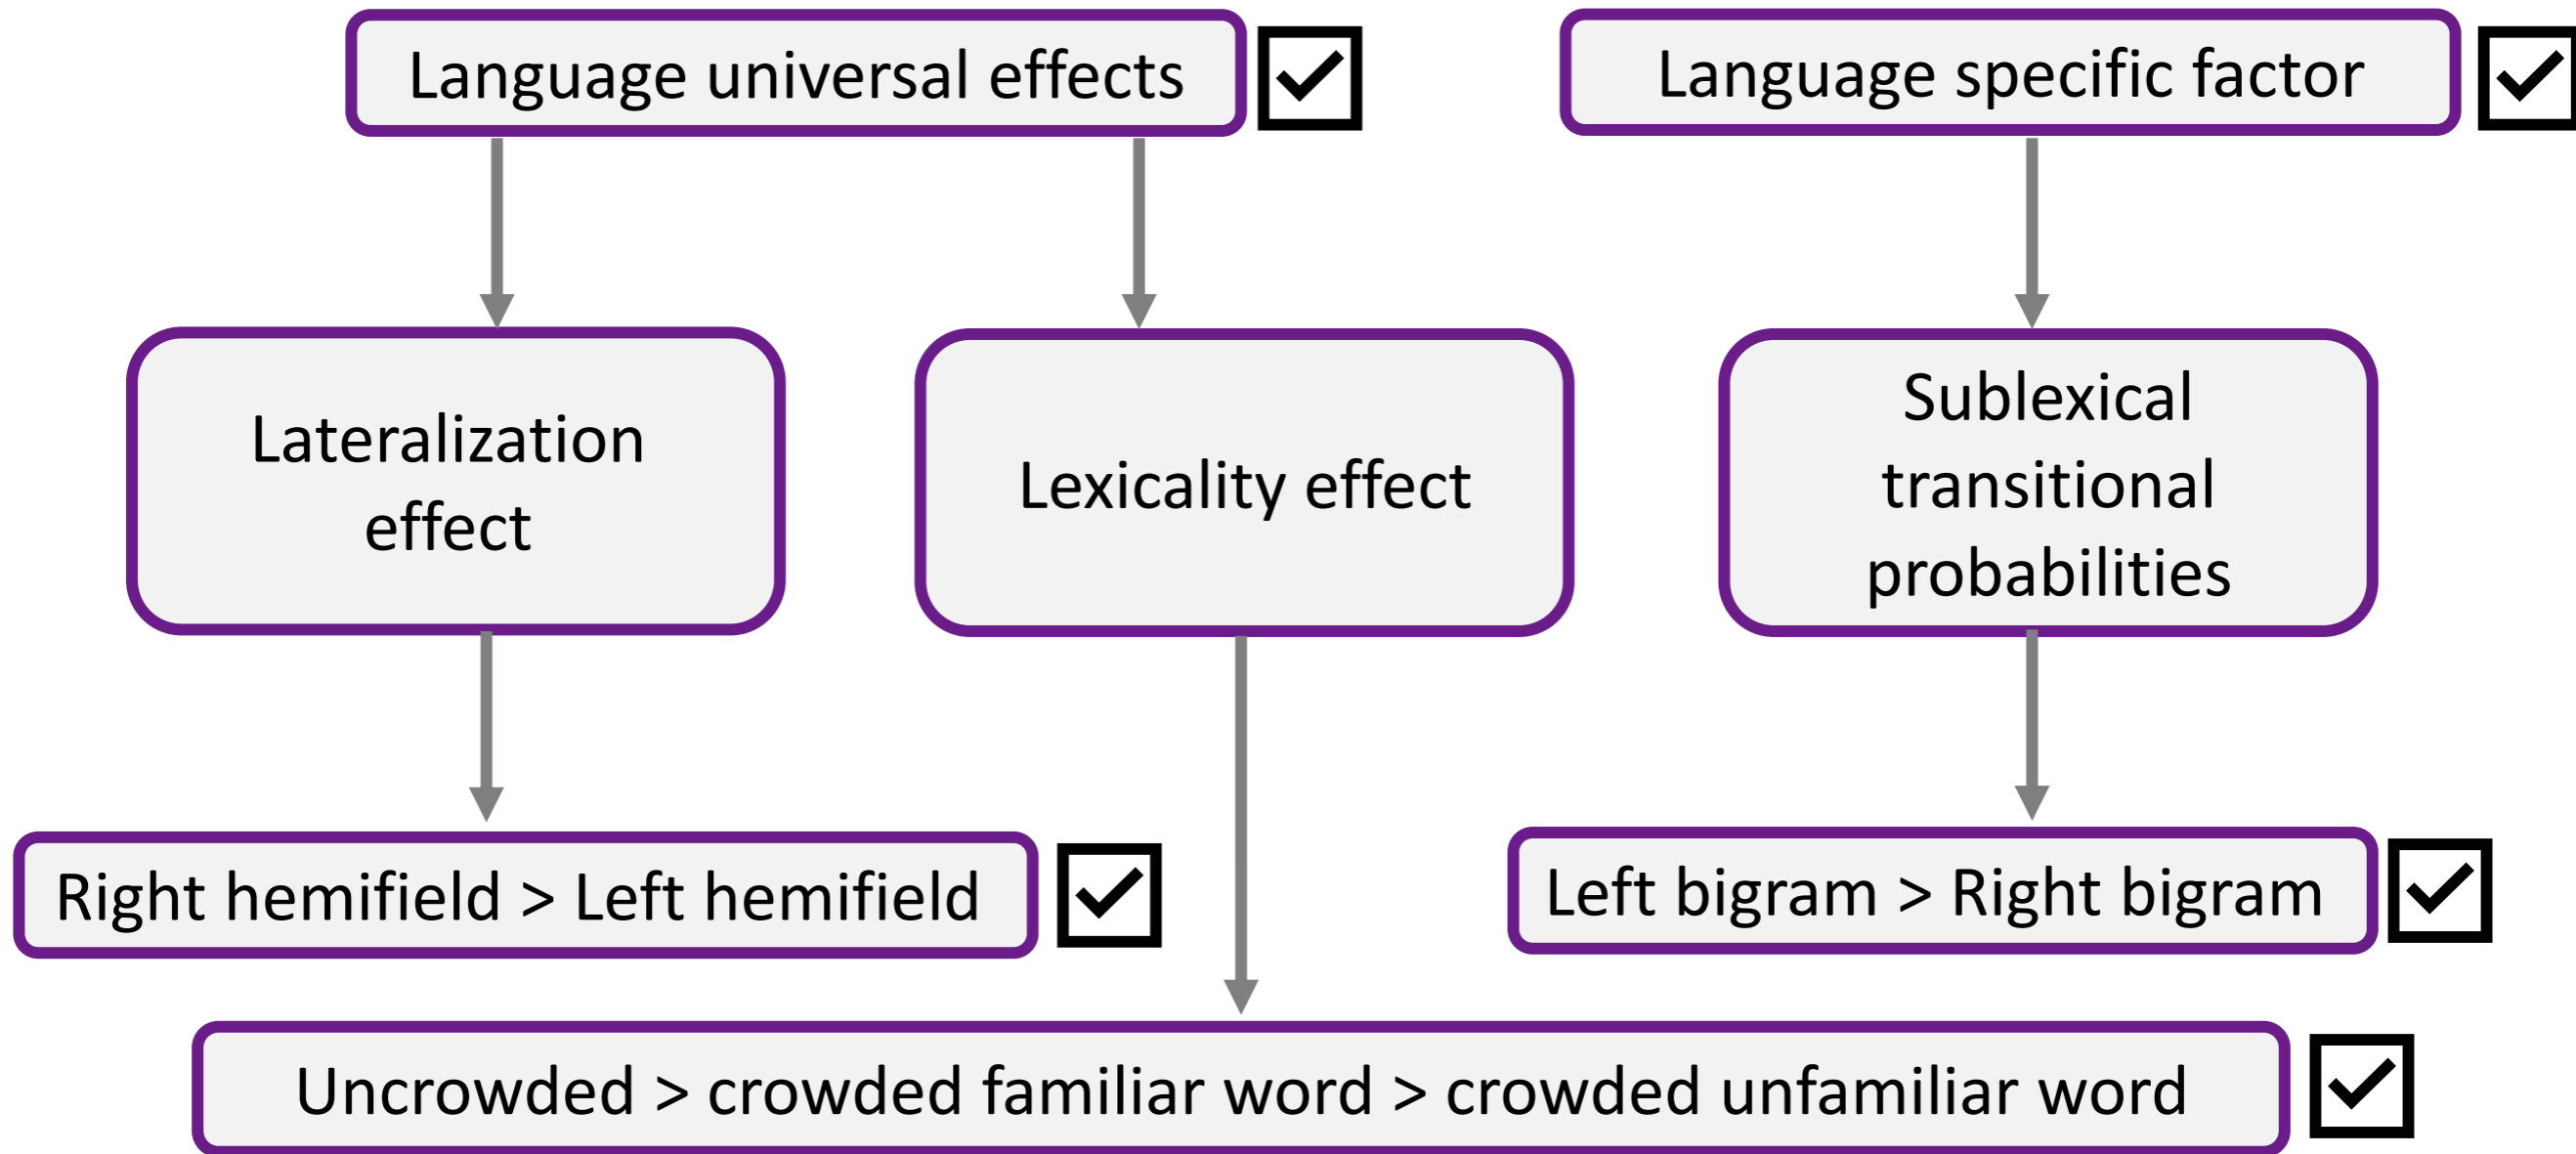 Language universal effects
Language specific factor
Lateralization
effect
Lexicality effect
Sublexical
transitional
probabilities
Right hemifield > Left hemifield
Left bigram > Right bigram
Uncrowded > crowded familiar word > crowded unfamiliar word